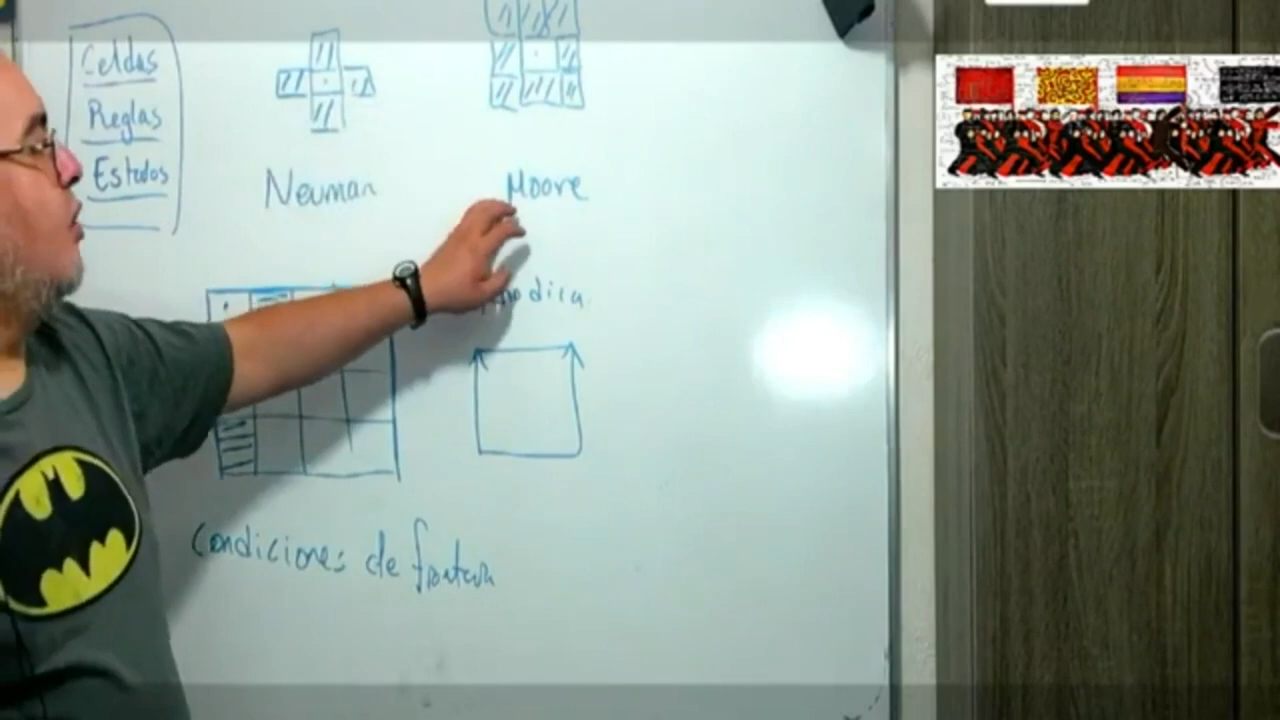 Celdas
Reglas
Estados
Neuman
Moore
Condiciones de frontera